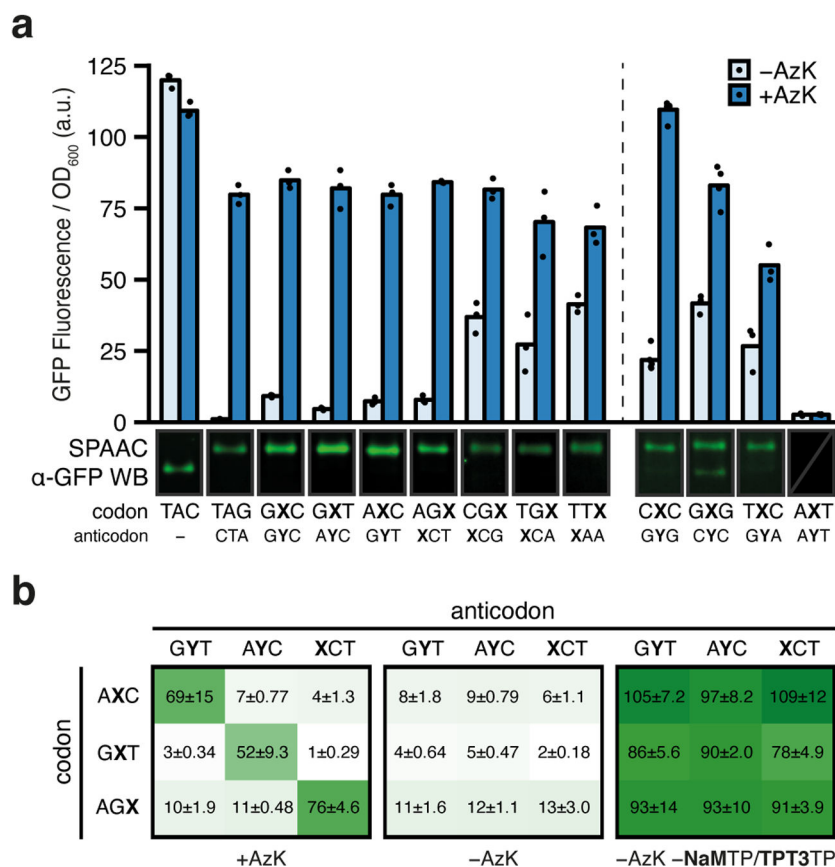 a
GFP Fluorescence / OD600 (a.u.)
125
100
75
50
25
0
–AzK
+AzK
SPAAC
α-GFP WB
codon TAC TAG GXC GXT AXC AGX CGX TGX TTX CXC GXG TXC AXT
anticodon – CTA GYC AYC GYT XCT XCG XCA XAA GYG CYC GYA AYT
b
anticodon
GYT AYC XCT GYT AYC XCT GYT AYC XCT
codon
AXC 69±15 7±0.77 4±1.3 8±1.8 9±0.79 6±1.1 105±7.2 97±8.2 109±12
GXT 3±0.34 52±9.3 1±0.29 4±0.64 5±0.47 2±0.18 86±5.6 90±2.0 78±4.9
AGX 10±1.9 11±0.48 76±4.6 11±1.6 12±1.1 13±3.0 93±14 93±10 91±3.9
+AzK –AzK –AzK –NaMTP/TPT3TP